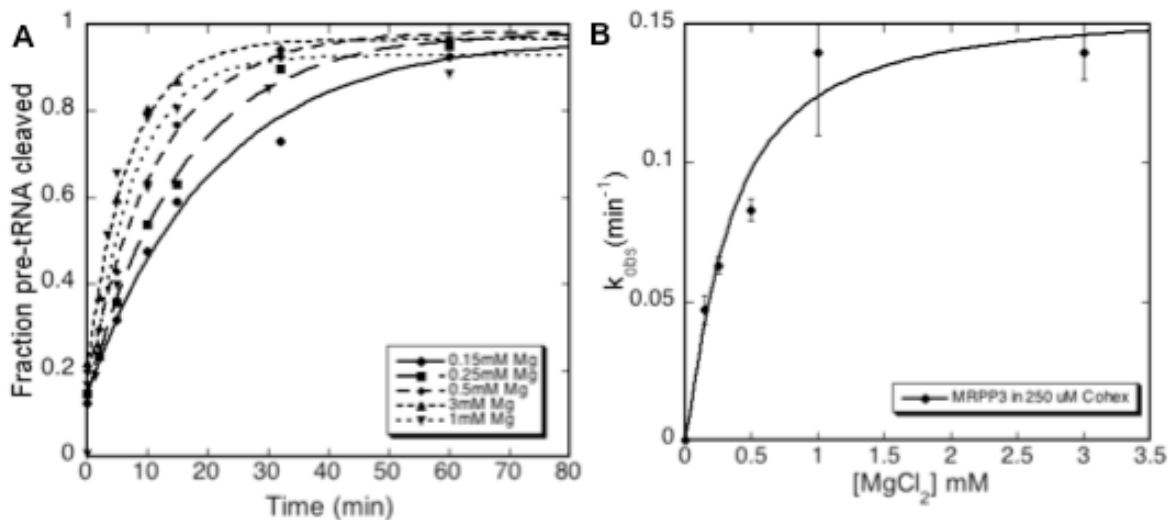 A
Fraction pre-tRNA cleaved
1
0.8
0.6
0.4
0.2
0
0.15mM Mg
0.25mM Mg
0.5mM Mg
3mM Mg
1mM Mg
0 10 20 30 40 50 60 70 80
Time (min)
B
k_obs (min⁻¹)
0.15
0.1
0.05
0
MRPP3 in 250 uM Cohex
0 0.5 1 1.5 2 2.5 3 3.5
[MgCl₂] mM